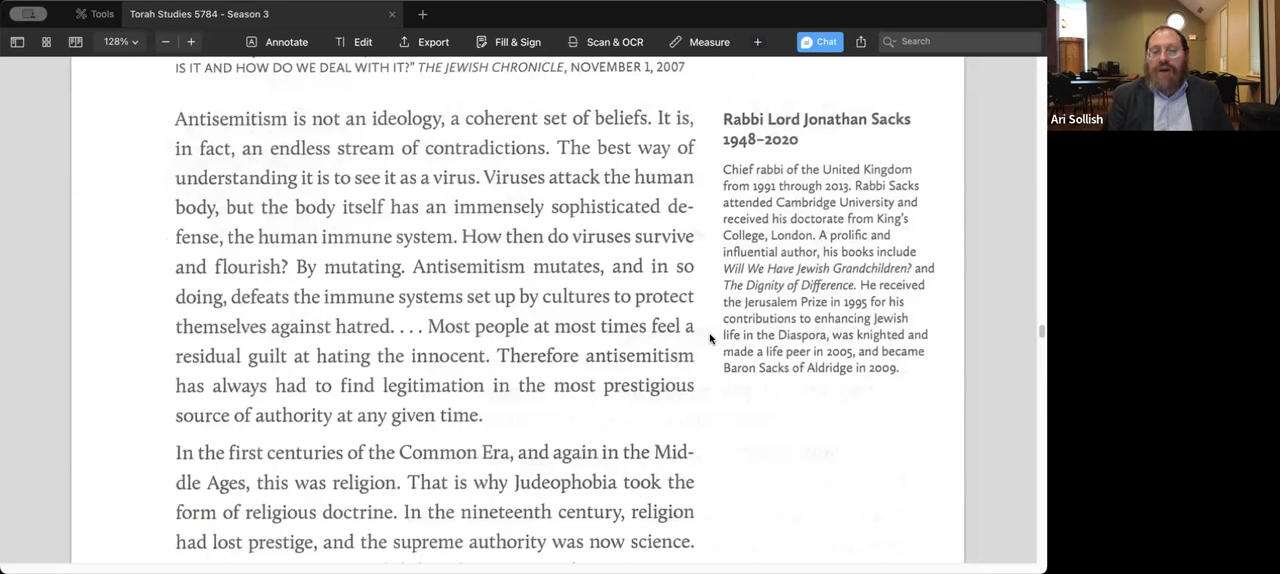 Tools
Torah Studies 5784 - Season 3
128%
Annotate
Edit
Export
Fill & Sign
Scan & OCR
Measure
Chat
Search
IS IT AND HOW DO WE DEAL WITH IT?" THE JEWISH CHRONICLE, NOVEMBER 1, 2007
Antisemitism is not an ideology, a coherent set of beliefs. It is,
in fact, an endless stream of contradictions. The best way of
understanding it is to see it as a virus. Viruses attack the human
body, but the body itself has an immensely sophisticated de-
fense, the human immune system. How then do viruses survive
and flourish? By mutating. Antisemitism mutates, and in so
doing, defeats the immune systems set up by cultures to protect
themselves against hatred. . . . Most people at most times feel a
residual guilt at hating the innocent. Therefore antisemitism
has always had to find legitimation in the most prestigious
source of authority at any given time.
In the first centuries of the Common Era, and again in the Mid-
dle Ages, this was religion. That is why Judeophobia took the
form of religious doctrine. In the nineteenth century, religion
had lost prestige, and the supreme authority was now science.
Rabbi Lord Jonathan Sacks
1948–2020
Chief rabbi of the United Kingdom
from 1991 through 2013. Rabbi Sacks
attended Cambridge University and
received his doctorate from King's
College, London. A prolific and
influential author, his books include
Will We Have Jewish Grandchildren? and
The Dignity of Difference. He received
the Jerusalem Prize in 1995 for his
contributions to enhancing Jewish
life in the Diaspora, was knighted and
made a life peer in 2005, and became
Baron Sacks of Aldridge in 2009.
Ari Sollish